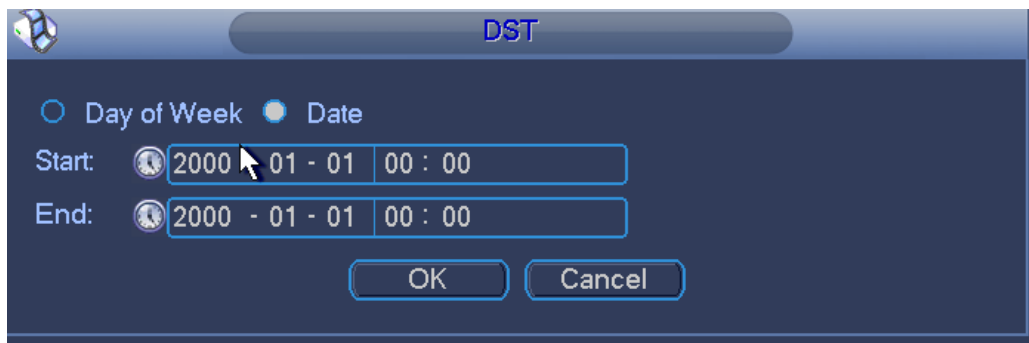 DST
Day of Week Date
Start: 2000 - 01 - 01 00 : 00
End: 2000 - 01 - 01 00 : 00
OK Cancel